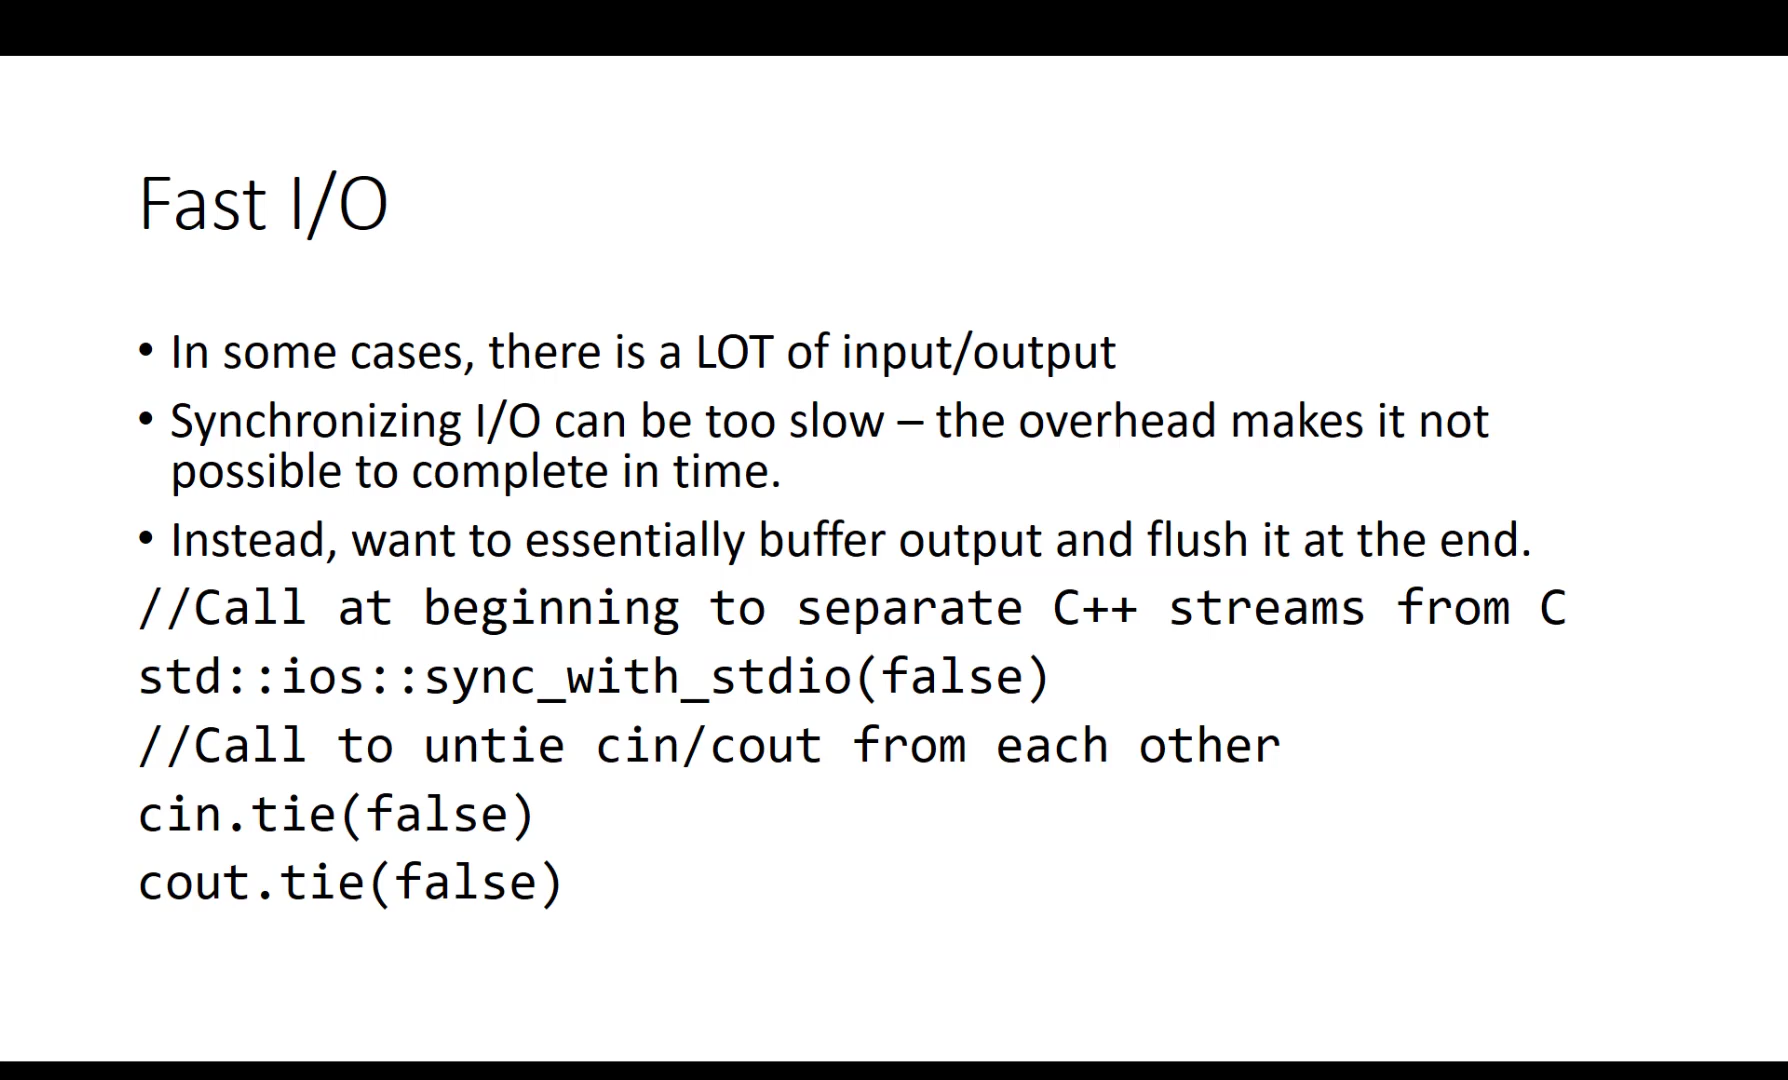 Fast I/O
• In some cases, there is a LOT of input/output
• Synchronizing I/O can be too slow – the overhead makes it not
possible to complete in time.
• Instead, want to essentially buffer output and flush it at the end.
//Call at beginning to separate C++ streams from C
std::ios::sync_with_stdio(false)
//Call to untie cin/cout from each other
cin.tie(false)
cout.tie(false)